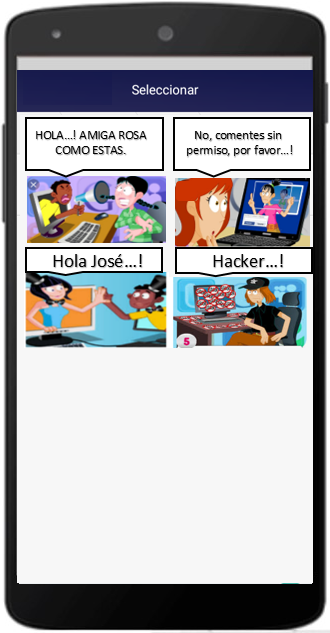 Seleccionar
HOLA...! AMIGA ROSA
COMO ESTAS.
No, comentes sin
permiso, por favor...!
Hola José...!
Hacker...!
5